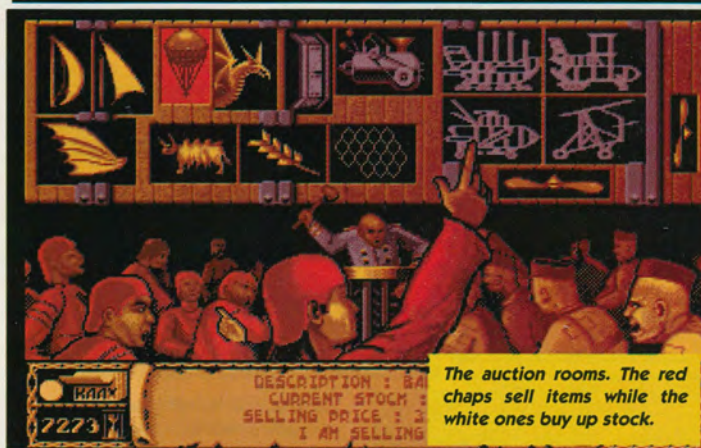 KAAX
7273
DESCRIPTION : BA
CURRENT STOCK :
SELLING PRICE : 3
I AM SELLING
The auction rooms. The red
chaps sell items while the
white ones buy up stock.